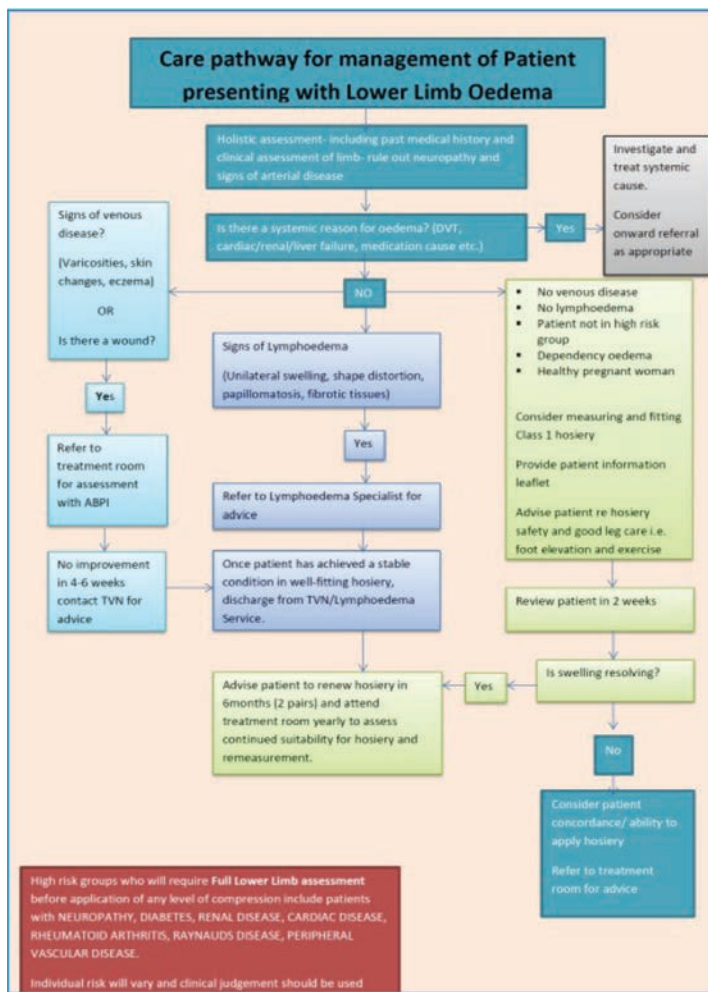 Care pathway for management of Patient
presenting with Lower Limb Oedema
Holistic assessment- including past medical history and
clinical assessment of limb- rule out neuropathy and
signs of arterial disease
Investigate and
treat systemic
cause.
Consider
onward referral
as appropriate
Is there a systemic reason for oedema? (DVT,
cardiac/renal/liver failure, medication cause etc.)
Yes
Signs of venous
disease?
(Varicosities, skin
changes, eczema)
OR
Is there a wound?
NO
▪ No venous disease
▪ No lymphoedema
▪ Patient not in high risk
group
▪ Dependency oedema
▪ Healthy pregnant woman
Consider measuring and fitting
Class 1 hosiery
Provide patient information
leaflet
Advise patient re hosiery
safety and good leg care i.e.
foot elevation and exercise
Signs of Lymphoedema
(Unilateral swelling, shape distortion,
papillomatosis, fibrotic tissues)
Yes
Yes
Refer to
treatment room
for assessment
with ABPI
Refer to Lymphoedema Specialist for
advice
No improvement
in 4-6 weeks
contact TVN for
advice
Once patient has achieved a stable
condition in well-fitting hosiery,
discharge from TVN/Lymphoedema
Service.
Review patient in 2 weeks
Is swelling resolving?
Yes
Advise patient to renew hosiery in
6months (2 pairs) and attend
treatment room yearly to assess
continued suitability for hosiery and
remeasurement.
No
Consider patient
concordance/ ability to
apply hosiery
Refer to treatment
room for advice
High risk groups who will require Full Lower Limb assessment
before application of any level of compression include patients
with NEUROPATHY, DIABETES, RENAL DISEASE, CARDIAC DISEASE,
RHEUMATOID ARTHRITIS, RAYNAUDS DISEASE, PERIPHERAL
VASCULAR DISEASE.
Individual risk will vary and clinical judgement should be used